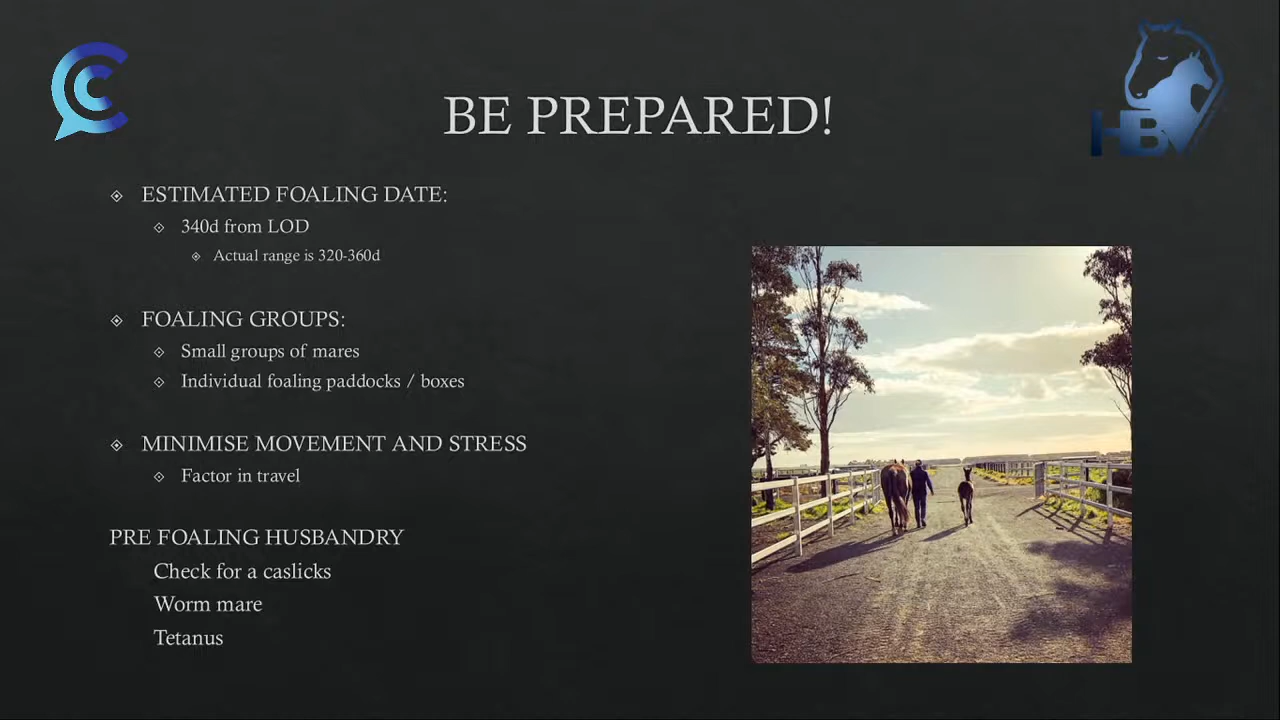 BE PREPARED!
HBV
ESTIMATED FOALING DATE:
340d from LOD
Actual range is 320-360d
FOALING GROUPS:
Small groups of mares
Individual foaling paddocks / boxes
MINIMISE MOVEMENT AND STRESS
Factor in travel
PRE FOALING HUSBANDRY
Check for a caslicks
Worm mare
Tetanus